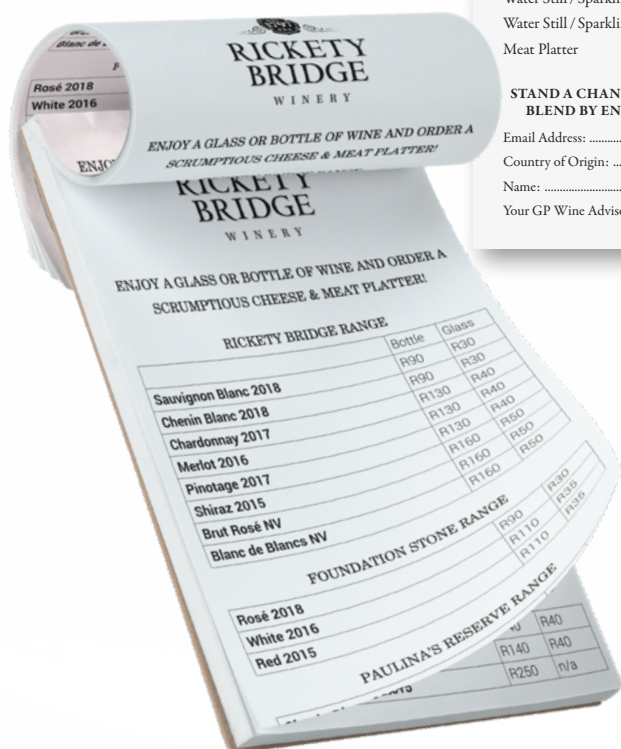 Water Still / Sparkli
Meat Platter
STAND A CHAN
BLEND BY EN
Email Address:
Country of Origin:
Name:
Your GP Wine Advis
Blanc de
Rosé 2018
White 2016
ENJO
RICKETY
BRIDGE
WINERY
ENJOY A GLASS OR BOTTLE OF WINE AND ORDER A
SCRUMPTIOUS CHEESE & MEAT PLATTER!
RICKETY
BRIDGE
WINERY
ENJOY A GLASS OR BOTTLE OF WINE AND ORDER A
SCRUMPTIOUS CHEESE & MEAT PLATTER!
RICKETY BRIDGE RANGE
Bottle Glass
Sauvignon Blanc 2018 R90 R30
Chenin Blanc 2018 R90 R30
Chardonnay 2017 R130 R40
Merlot 2016 R130 R40
Pinotage 2017 R130 R40
Shiraz 2015 R160 R50
Brut Rosé NV R160 R50
Blanc de Blancs NV R160 R50
FOUNDATION STONE RANGE
Rosé 2018 R90 R30
White 2016 R110 R35
Red 2015 R110 R35
PAULINA'S RESERVE RANGE
R40
R140 R40
R250 n/a